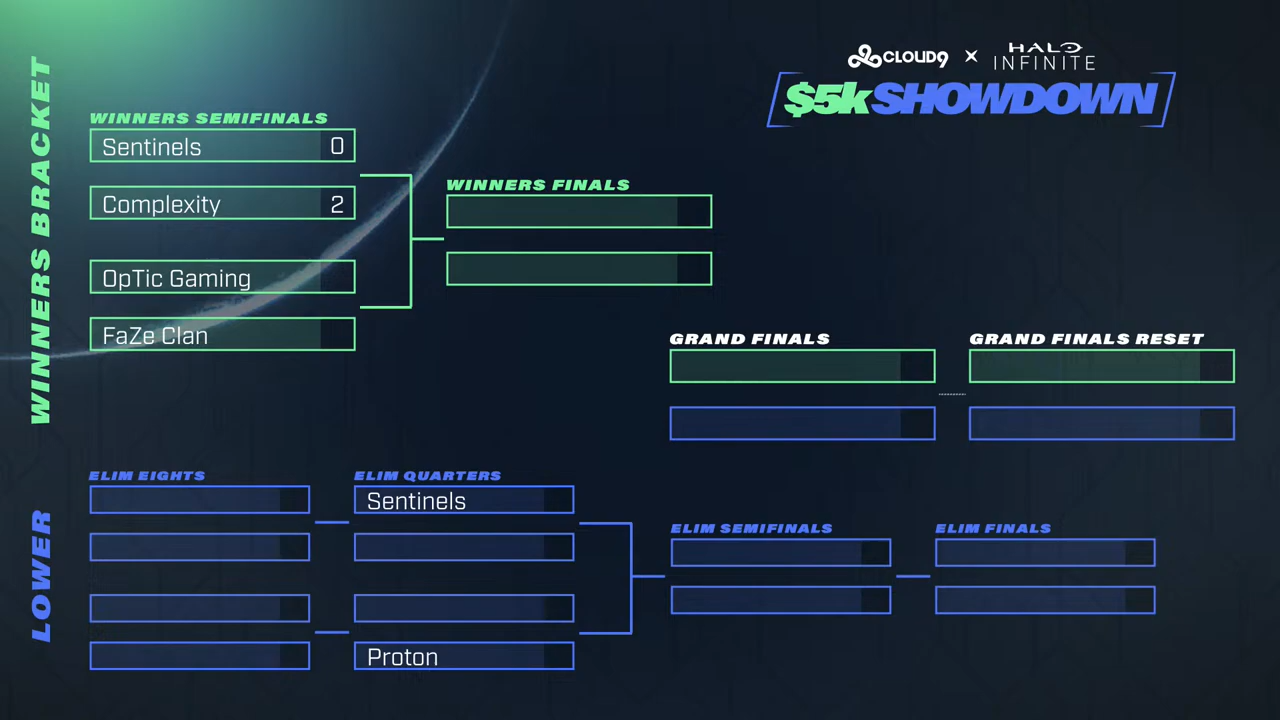 CLOUD9 X HALO INFINITE
$5k SHOWDOWN
WINNERS BRACKET
WINNERS SEMIFINALS
Sentinels 0
Complexity 2
OpTic Gaming
FaZe Clan
WINNERS FINALS
GRAND FINALS
GRAND FINALS RESET
LOWER
ELIM EIGHTS
ELIM QUARTERS
Sentinels
Proton
ELIM SEMIFINALS
ELIM FINALS